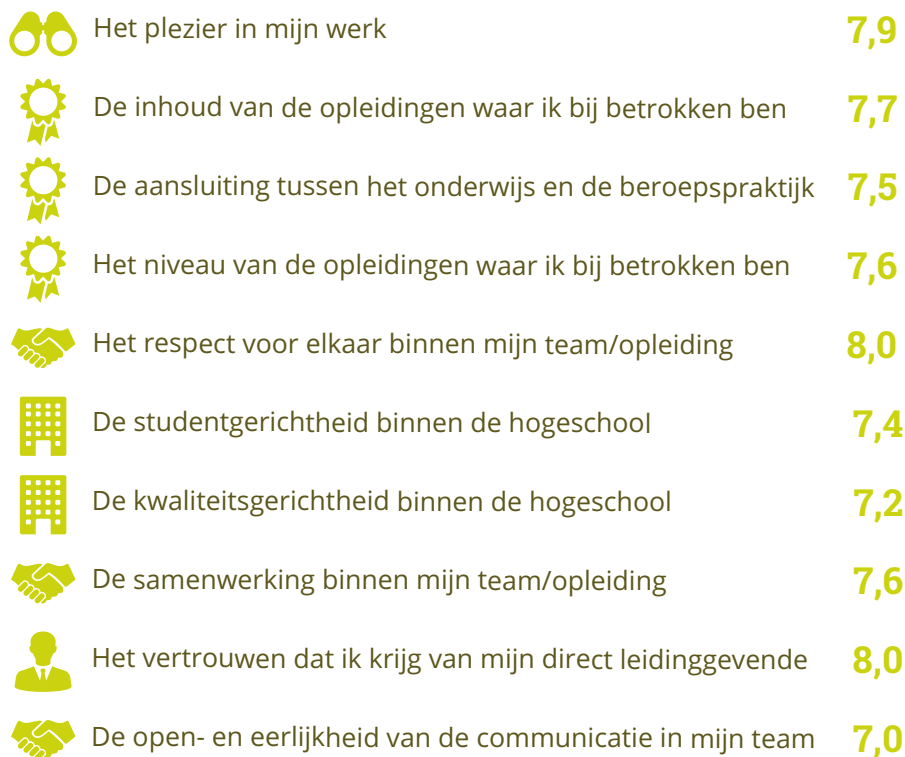 Het plezier in mijn werk 7,9
De inhoud van de opleidingen waar ik bij betrokken ben 7,7
De aansluiting tussen het onderwijs en de beroepspraktijk 7,5
Het niveau van de opleidingen waar ik bij betrokken ben 7,6
Het respect voor elkaar binnen mijn team/opleiding 8,0
De studentgerichtheid binnen de hogeschool 7,4
De kwaliteitsgerichtheid binnen de hogeschool 7,2
De samenwerking binnen mijn team/opleiding 7,6
Het vertrouwen dat ik krijg van mijn direct leidinggevende 8,0
De open- en eerlijkheid van de communicatie in mijn team 7,0